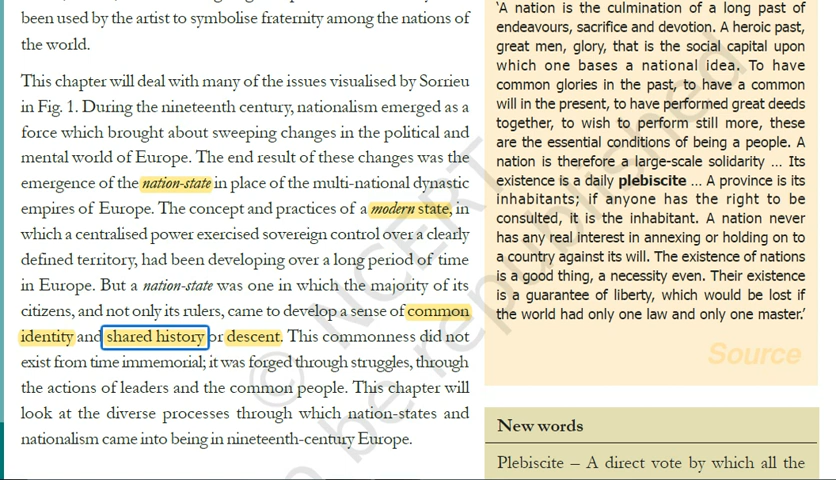 been used by the artist to symbolise fraternity among the nations of
the world.
This chapter will deal with many of the issues visualised by Sorrieu
in Fig. 1. During the nineteenth century, nationalism emerged as a
force which brought about sweeping changes in the political and
mental world of Europe. The end result of these changes was the
emergence of the nation-state in place of the multi-national dynastic
empires of Europe. The concept and practices of a modern state, in
which a centralised power exercised sovereign control over a clearly
defined territory, had been developing over a long period of time
in Europe. But a nation-state was one in which the majority of its
citizens, and not only its rulers, came to develop a sense of common
identity and shared history or descent. This commonness did not
exist from time immemorial; it was forged through struggles, through
the actions of leaders and the common people. This chapter will
look at the diverse processes through which nation-states and
nationalism came into being in nineteenth-century Europe.
‘A nation is the culmination of a long past of
endeavours, sacrifice and devotion. A heroic past,
great men, glory, that is the social capital upon
which one bases a national idea. To have
common glories in the past, to have a common
will in the present, to have performed great deeds
together, to wish to perform still more, these
are the essential conditions of being a people. A
nation is therefore a large-scale solidarity … Its
existence is a daily plebiscite … A province is its
inhabitants; if anyone has the right to be
consulted, it is the inhabitant. A nation never
has any real interest in annexing or holding on to
a country against its will. The existence of nations
is a good thing, a necessity even. Their existence
is a guarantee of liberty, which would be lost if
the world had only one law and only one master.’
Source
New words
Plebiscite – A direct vote by which all the
© NCERT
be republished